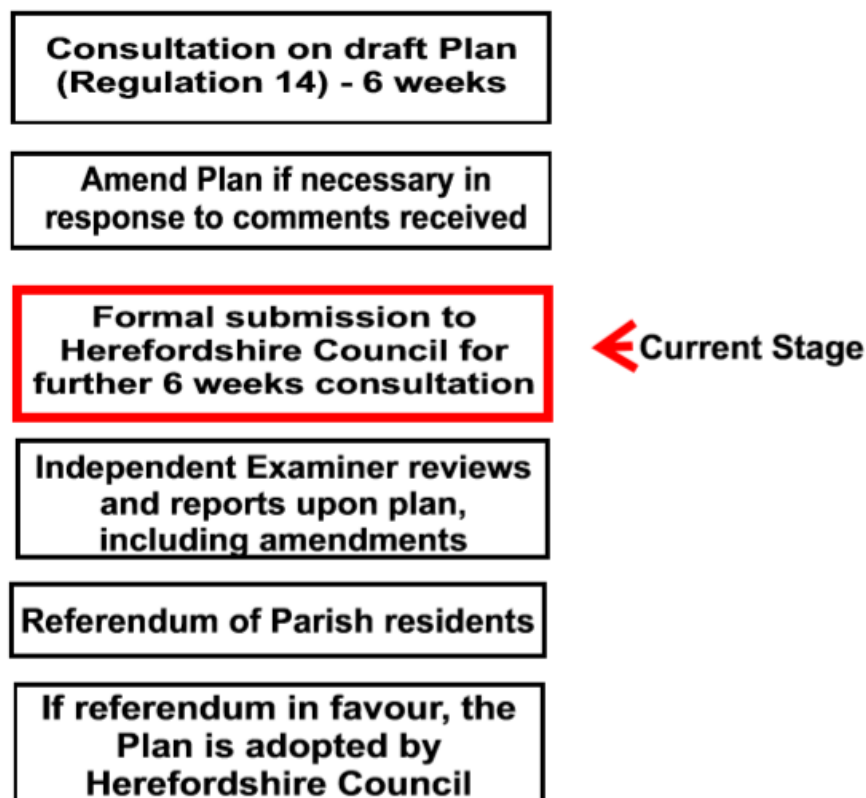 Consultation on draft Plan
(Regulation 14) - 6 weeks
Amend Plan if necessary in
response to comments received
Formal submission to
Herefordshire Council for
further 6 weeks consultation
Current Stage
Independent Examiner reviews
and reports upon plan,
including amendments
Referendum of Parish residents
If referendum in favour, the
Plan is adopted by
Herefordshire Council